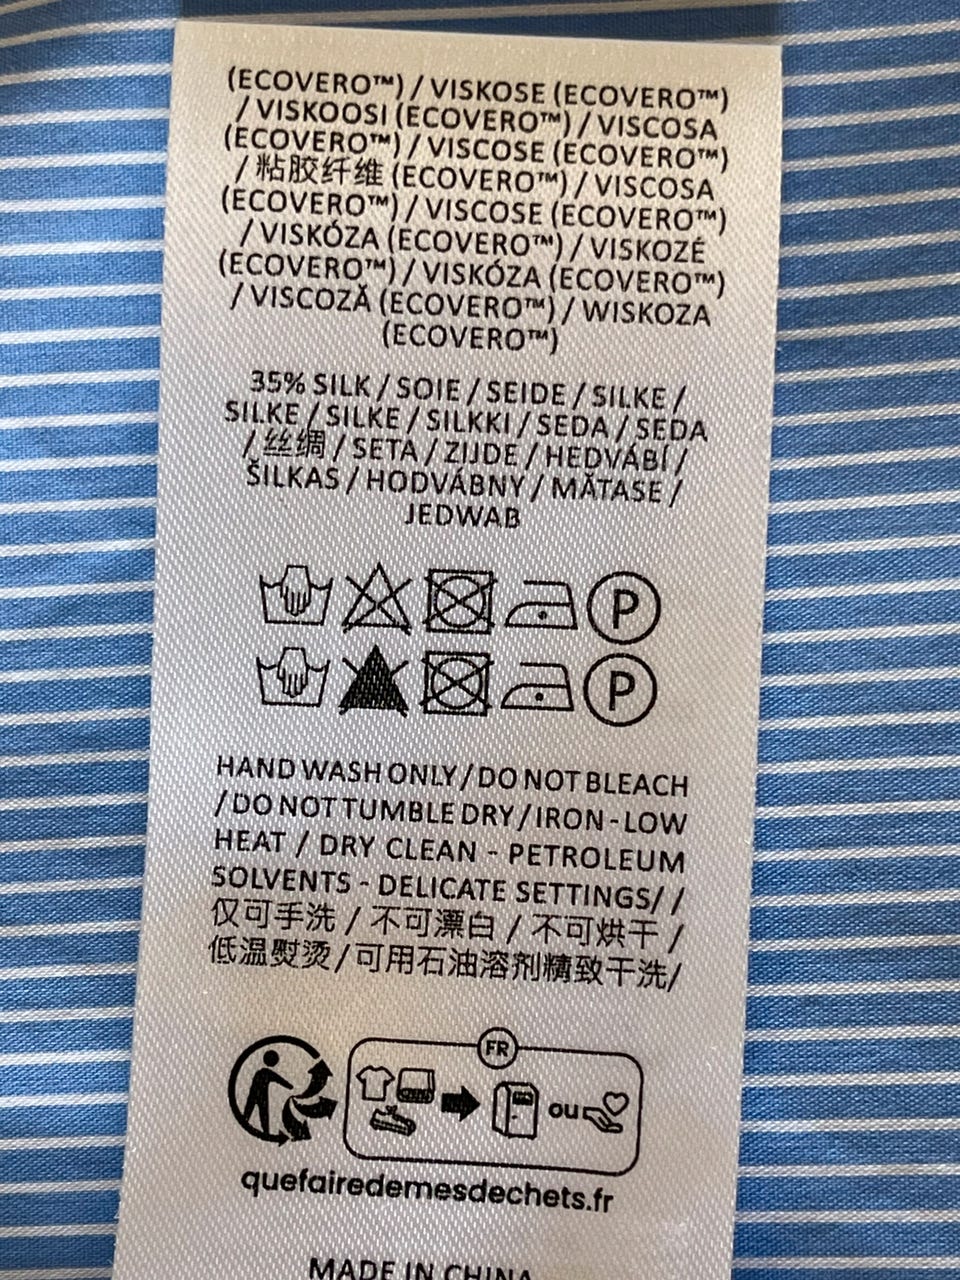 (ECOVERO™) / VISKOSE (ECOVERO™)
/ VISKOOSI (ECOVERO™) / VISCOSA
(ECOVERO™) / VISCOSE (ECOVERO™)
/ 粘胶纤维 (ECOVERO™) / VISCOSA
(ECOVERO™) / VISCOSE (ECOVERO™)
/ VISKÓZA (ECOVERO™) / VISKOZĖ
(ECOVERO™) / VISKÓZA (ECOVERO™)
/ VISCOZĂ (ECOVERO™) / WISKOZA
(ECOVERO™)
35% SILK / SOIE / SEIDE / SILKE /
SILKE / SILKE / SILKKI / SEDA / SEDA
/ 丝绸 / SETA / ZIJDE / HEDVÁBÍ /
ŠILKAS / HODVÁBNY / MĂTASE /
JEDWAB
P
P
HAND WASH ONLY / DO NOT BLEACH
/ DO NOT TUMBLE DRY / IRON - LOW
HEAT / DRY CLEAN - PETROLEUM
SOLVENTS - DELICATE SETTINGS/ /
仅可手洗 / 不可漂白 / 不可烘干 /
低温熨烫/可用石油溶剂精致干洗/
FR
ou
quefairedemesdechets.fr
MADE IN CHINA